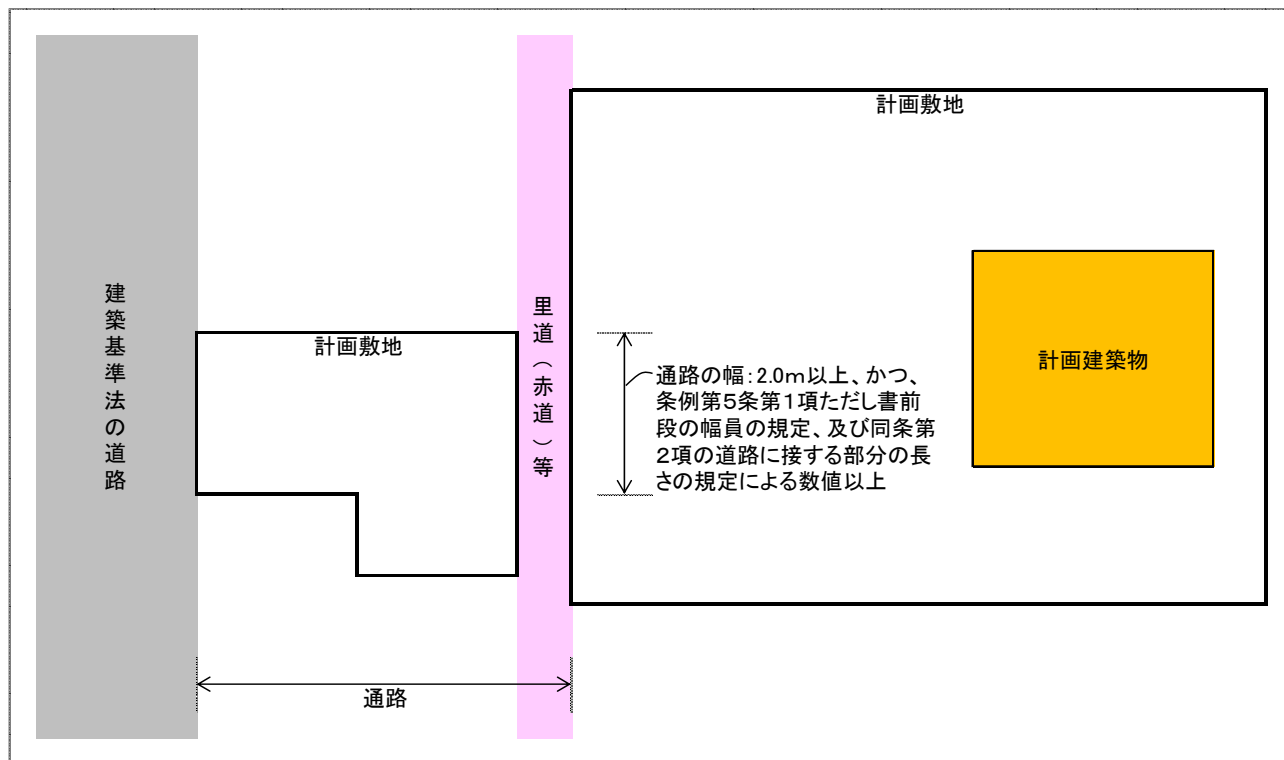 計画敷地
建築基準法の道路
里道（赤道）等
計画敷地
計画建築物
通路の幅：2.0ｍ以上、かつ、
条例第５条第１項ただし書前
段の幅員の規定、及び同条第
２項の道路に接する部分の長
さの規定による数値以上
通路